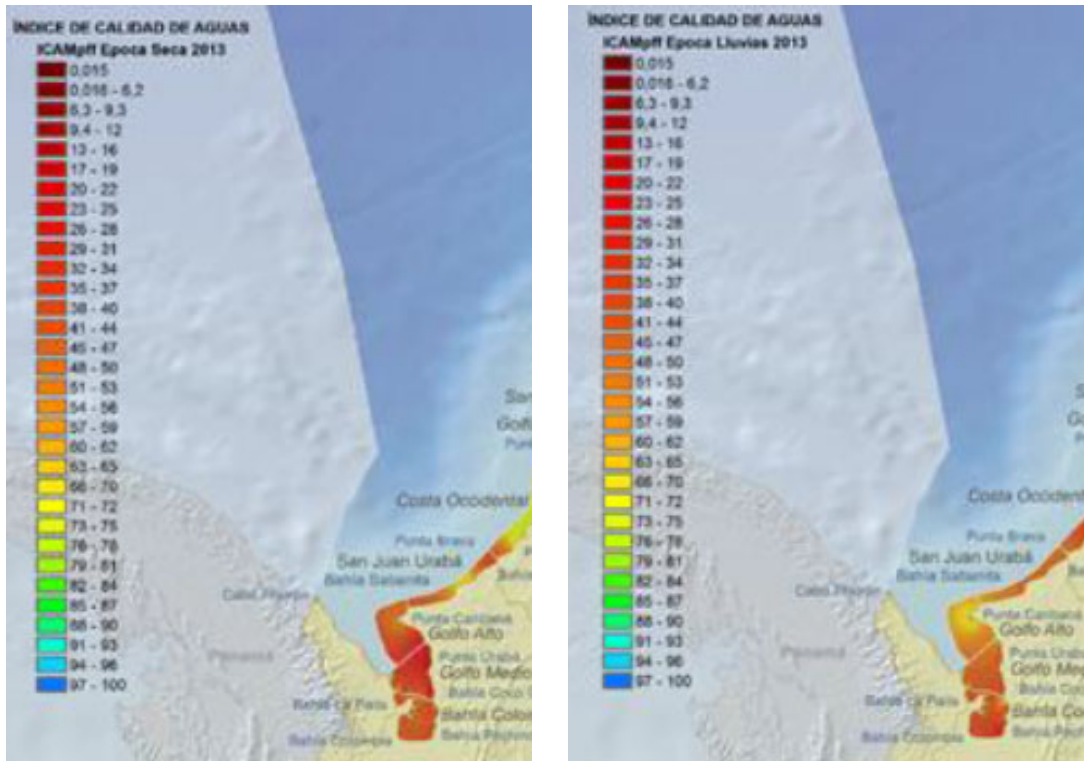 ÍNDICE DE CALIDAD DE AGUAS
ICAMpff Epoca Seca 2013
0,015
0,016 - 6,2
6,3 - 9,3
9,4 - 12
13 - 16
17 - 19
20 - 22
23 - 25
26 - 28
29 - 31
32 - 34
35 - 37
38 - 40
41 - 44
45 - 47
48 - 50
51 - 53
54 - 56
57 - 59
60 - 62
63 - 65
66 - 70
71 - 72
73 - 75
76 - 78
79 - 81
82 - 84
85 - 87
88 - 90
91 - 93
94 - 96
97 - 100
San
Golfo
Costa Occidental
Punta Brava
San Juan Urabá
Bahía Sabanita
Punta Caribana
Golfo Alto
Panamá
Punta Urabá
Golfo Medio
Bahía Colombia
ÍNDICE DE CALIDAD DE AGUAS
ICAMpff Epoca Lluvias 2013
0,015
0,016 - 6,2
6,3 - 9,3
9,4 - 12
13 - 16
17 - 19
20 - 22
23 - 25
26 - 28
29 - 31
32 - 34
35 - 37
38 - 40
41 - 44
45 - 47
48 - 50
51 - 53
54 - 56
57 - 59
60 - 62
63 - 65
66 - 70
71 - 72
73 - 75
76 - 78
79 - 81
82 - 84
85 - 87
88 - 90
91 - 93
94 - 96
97 - 100
Costa Occidental
Punta Brava
San Juan Urabá
Bahía Sabanita
Punta Caribana
Golfo Alto
Panamá
Punta Urabá
Golfo Medio
Bahía Colombia